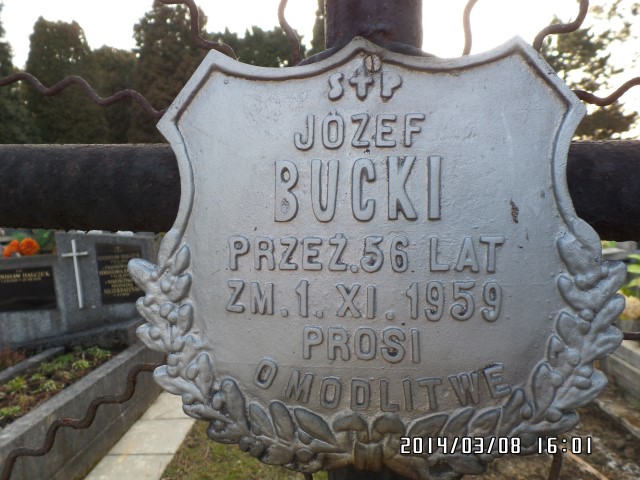 S✝P
JÓZEF
BUCKI
PRZEŻ.56 LAT
ZM.1.XI.1959
PROSI
O MODLITWĘ
2014/03/08 16:01